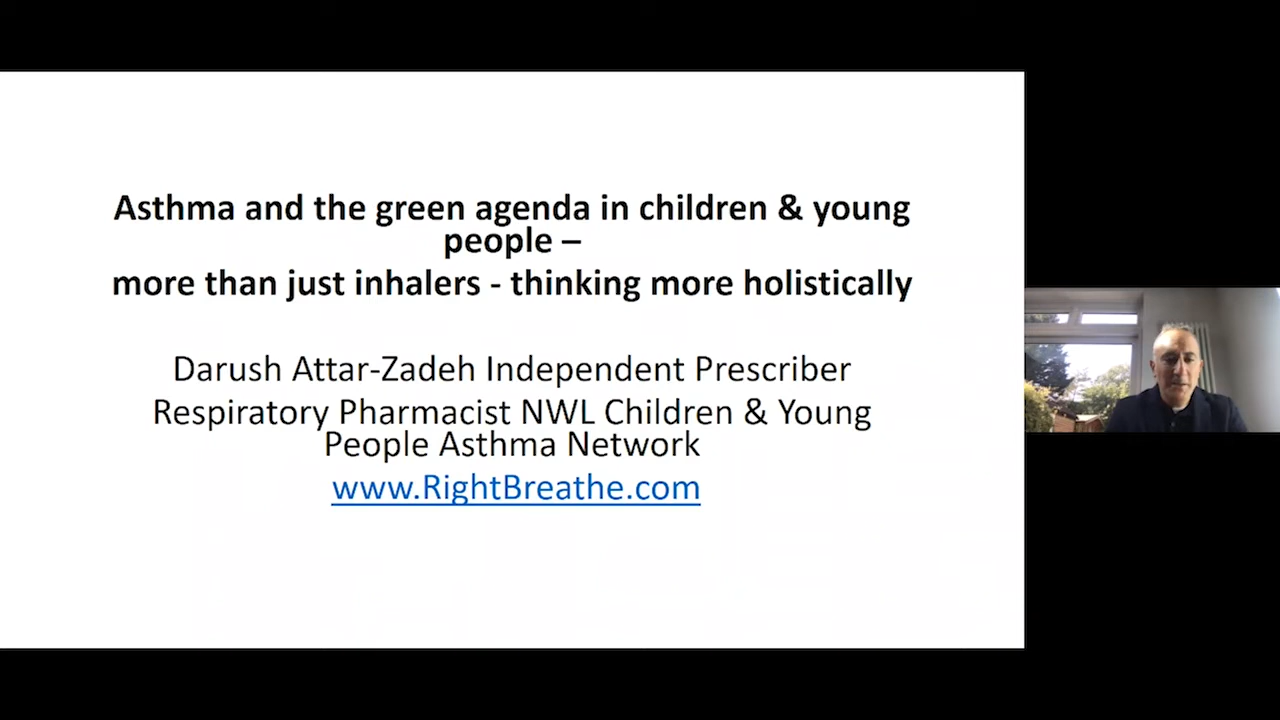 Asthma and the green agenda in children & young
people –
more than just inhalers - thinking more holistically
Darush Attar-Zadeh Independent Prescriber
Respiratory Pharmacist NWL Children & Young
People Asthma Network
www.RightBreathe.com